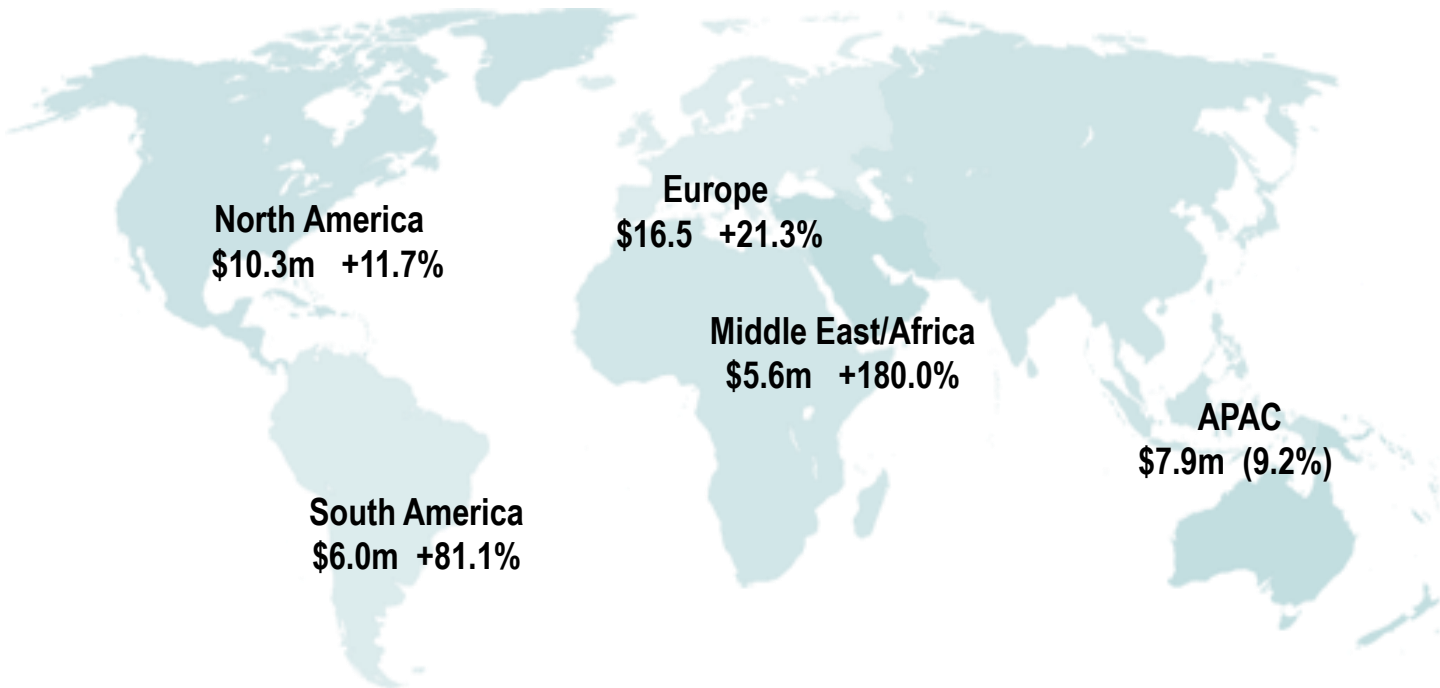 Europe
$16.5 +21.3%
North America
$10.3m +11.7%
Middle East/Africa
$5.6m +180.0%
APAC
$7.9m (9.2%)
South America
$6.0m +81.1%